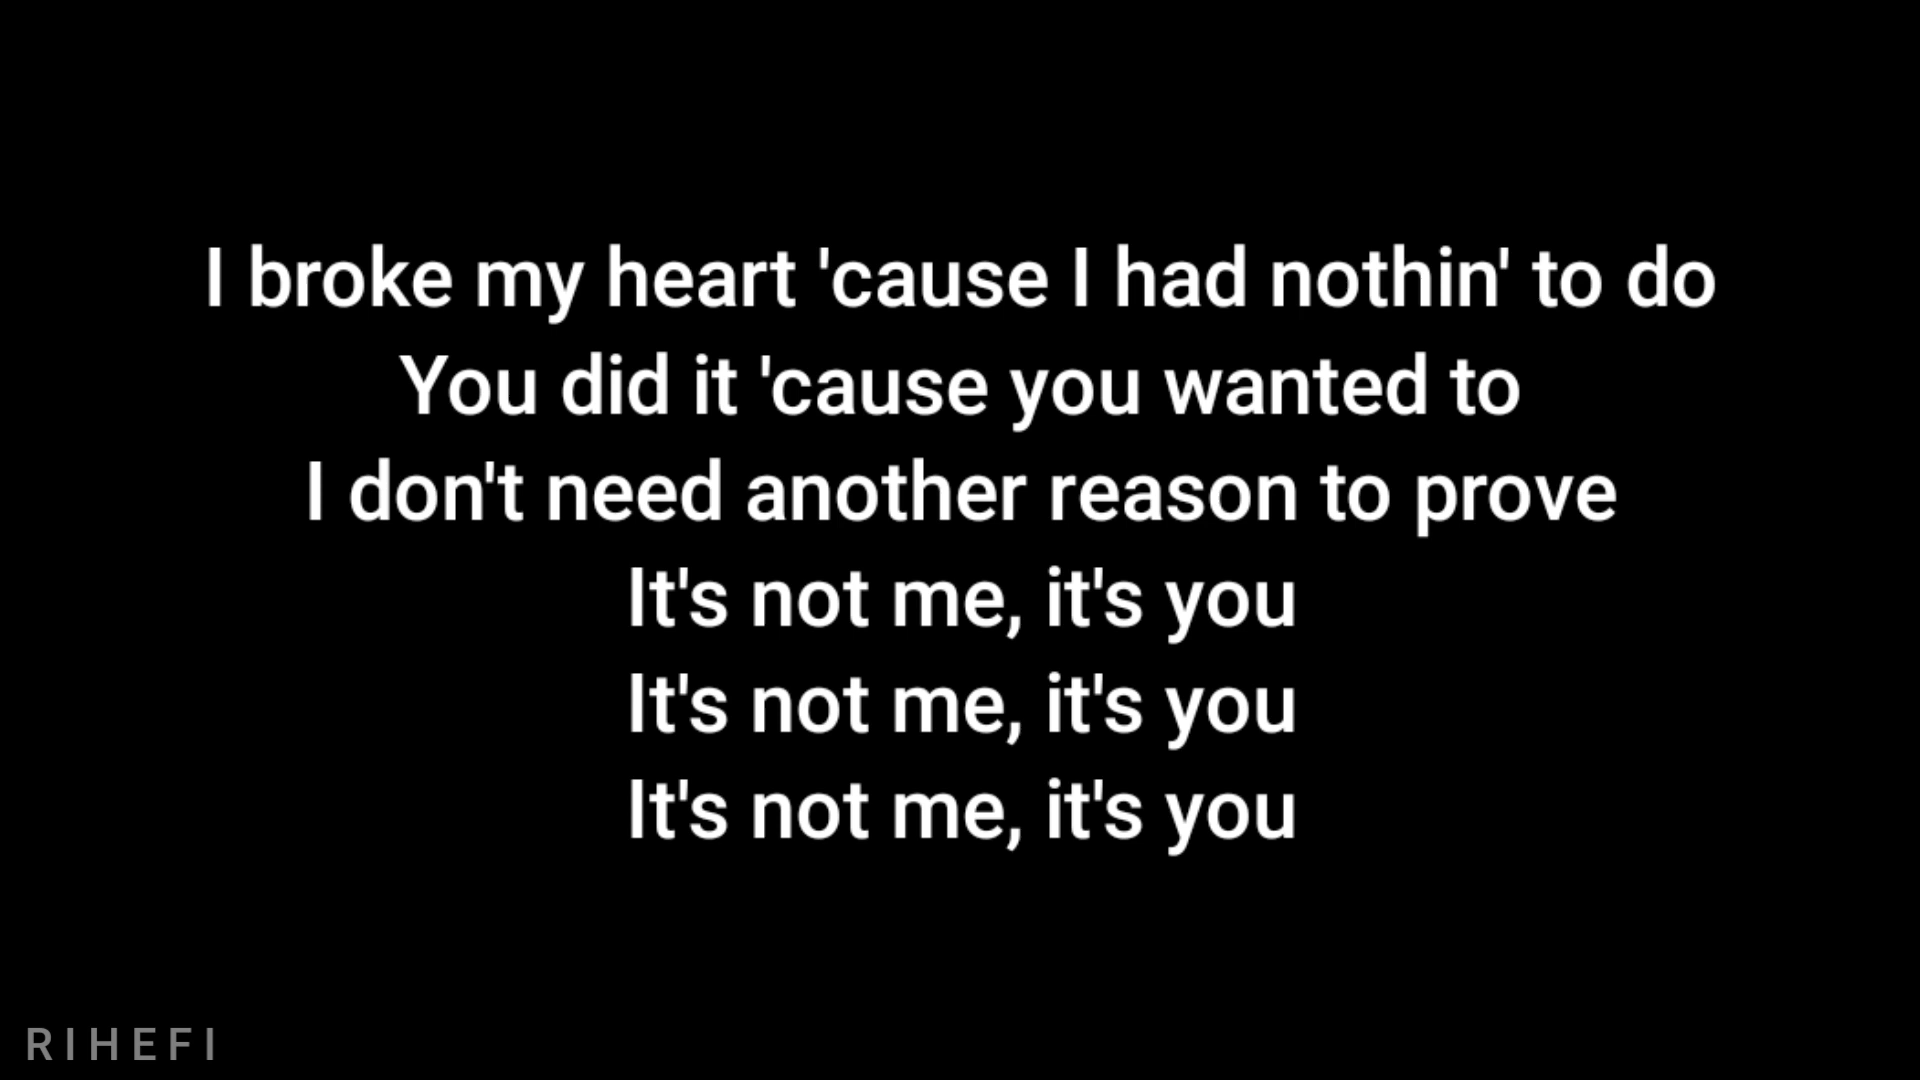 I broke my heart 'cause I had nothin' to do
You did it 'cause you wanted to
I don't need another reason to prove
It's not me, it's you
It's not me, it's you
It's not me, it's you
RIHEFI